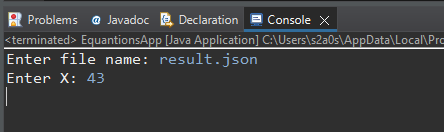 Problems Javadoc Declaration Console
<terminated> EquantionsApp [Java Application] C:\Users\s2a0s\AppData\Local\Pro
Enter file name: result.json
Enter X: 43